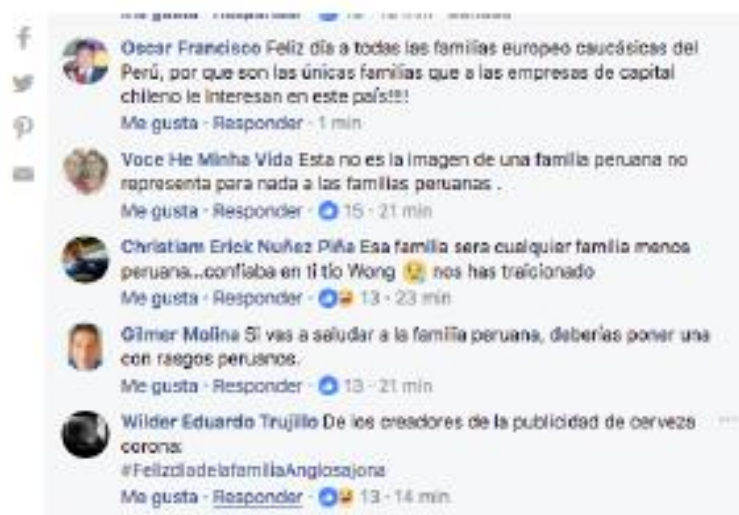 Oscar Francisco Feliz día a todas las familias europeo caucásicas del
Perú, por que son las únicas familias que a las empresas de capital
chileno le interesan en este país!!!!
Me gusta · Responder · 1 min
Voce He Minha Vida Esta no es la imagen de una familia peruana no
representa para nada a las familias peruanas .
Me gusta · Responder · 15 · 21 min
Christiam Erick Nuñez Piña Esa familia sera cualquier familia menos
peruana...confiaba en ti tio Wong 😢 nos has traicionado
Me gusta · Responder · 13 · 23 min
Gilmer Molina Si vas a saludar a la familia peruana, deberías poner una
con rasgos peruanos.
Me gusta · Responder · 13 · 21 min
Wilder Eduardo Trujillo De los creadores de la publicidad de cerveza
corona:
#FelizdiadelafamiliaAnglosajona
Me gusta · Responder · 13 · 14 min